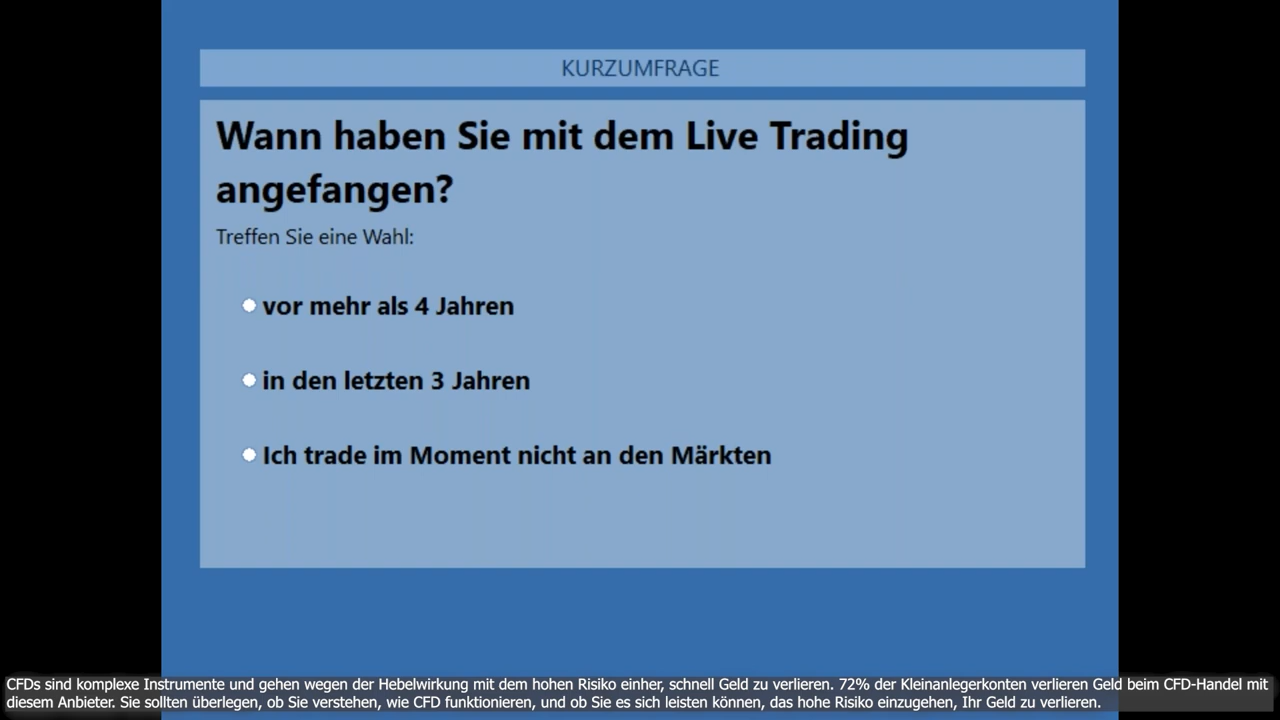 KURZUMFRAGE
Wann haben Sie mit dem Live Trading
angefangen?
Treffen Sie eine Wahl:
vor mehr als 4 Jahren
in den letzten 3 Jahren
Ich trade im Moment nicht an den Märkten
CFDs sind komplexe Instrumente und gehen wegen der Hebelwirkung mit dem hohen Risiko einher, schnell Geld zu verlieren. 72% der Kleinanlegerkonten verlieren Geld beim CFD-Handel mit
diesem Anbieter. Sie sollten überlegen, ob Sie verstehen, wie CFD funktionieren, und ob Sie es sich leisten können, das hohe Risiko einzugehen, Ihr Geld zu verlieren.